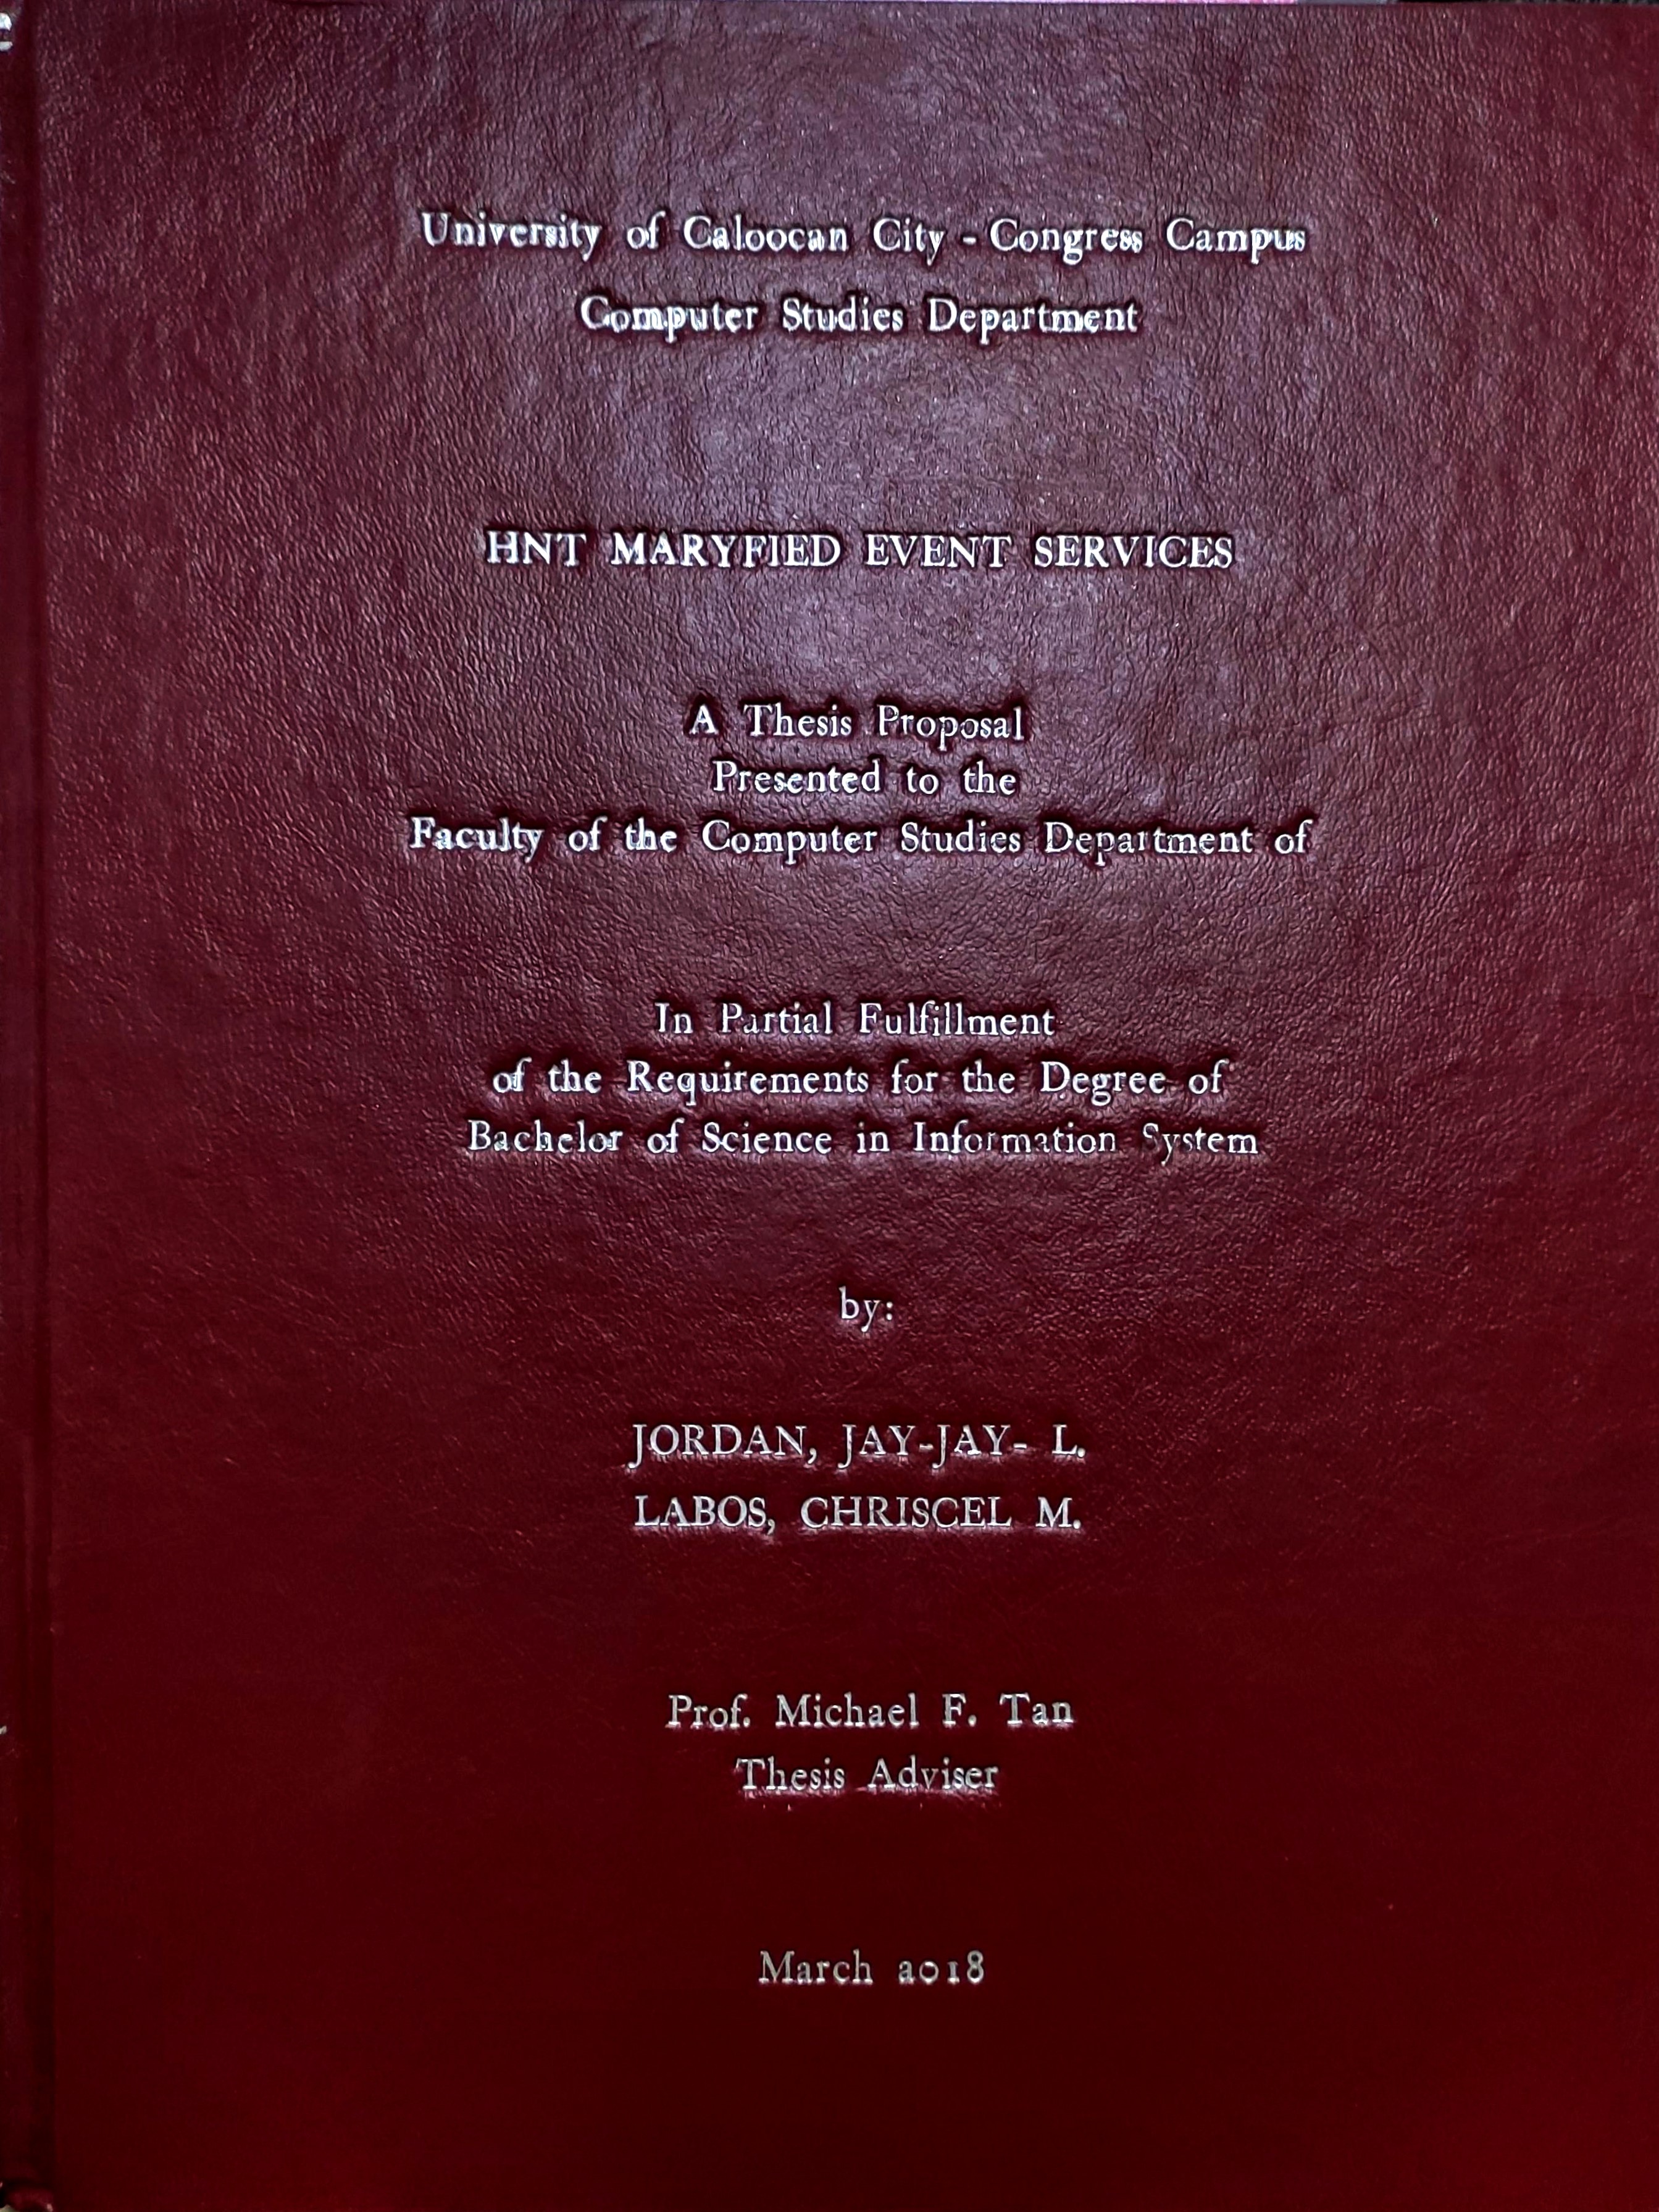 University of Caloocan City - Congress Campus
Computer Studies Department
HNT MARYFIED EVENT SERVICES
A Thesis Proposal
Presented to the
Faculty of the Computer Studies Department of
In Partial Fulfillment
of the Requirements for the Degree of
Bachelor of Science in Information System
by:
JORDAN, JAY-JAY- L.
LABOS, CHRISCEL M.
Prof. Michael F. Tan
Thesis Adviser
March ao18